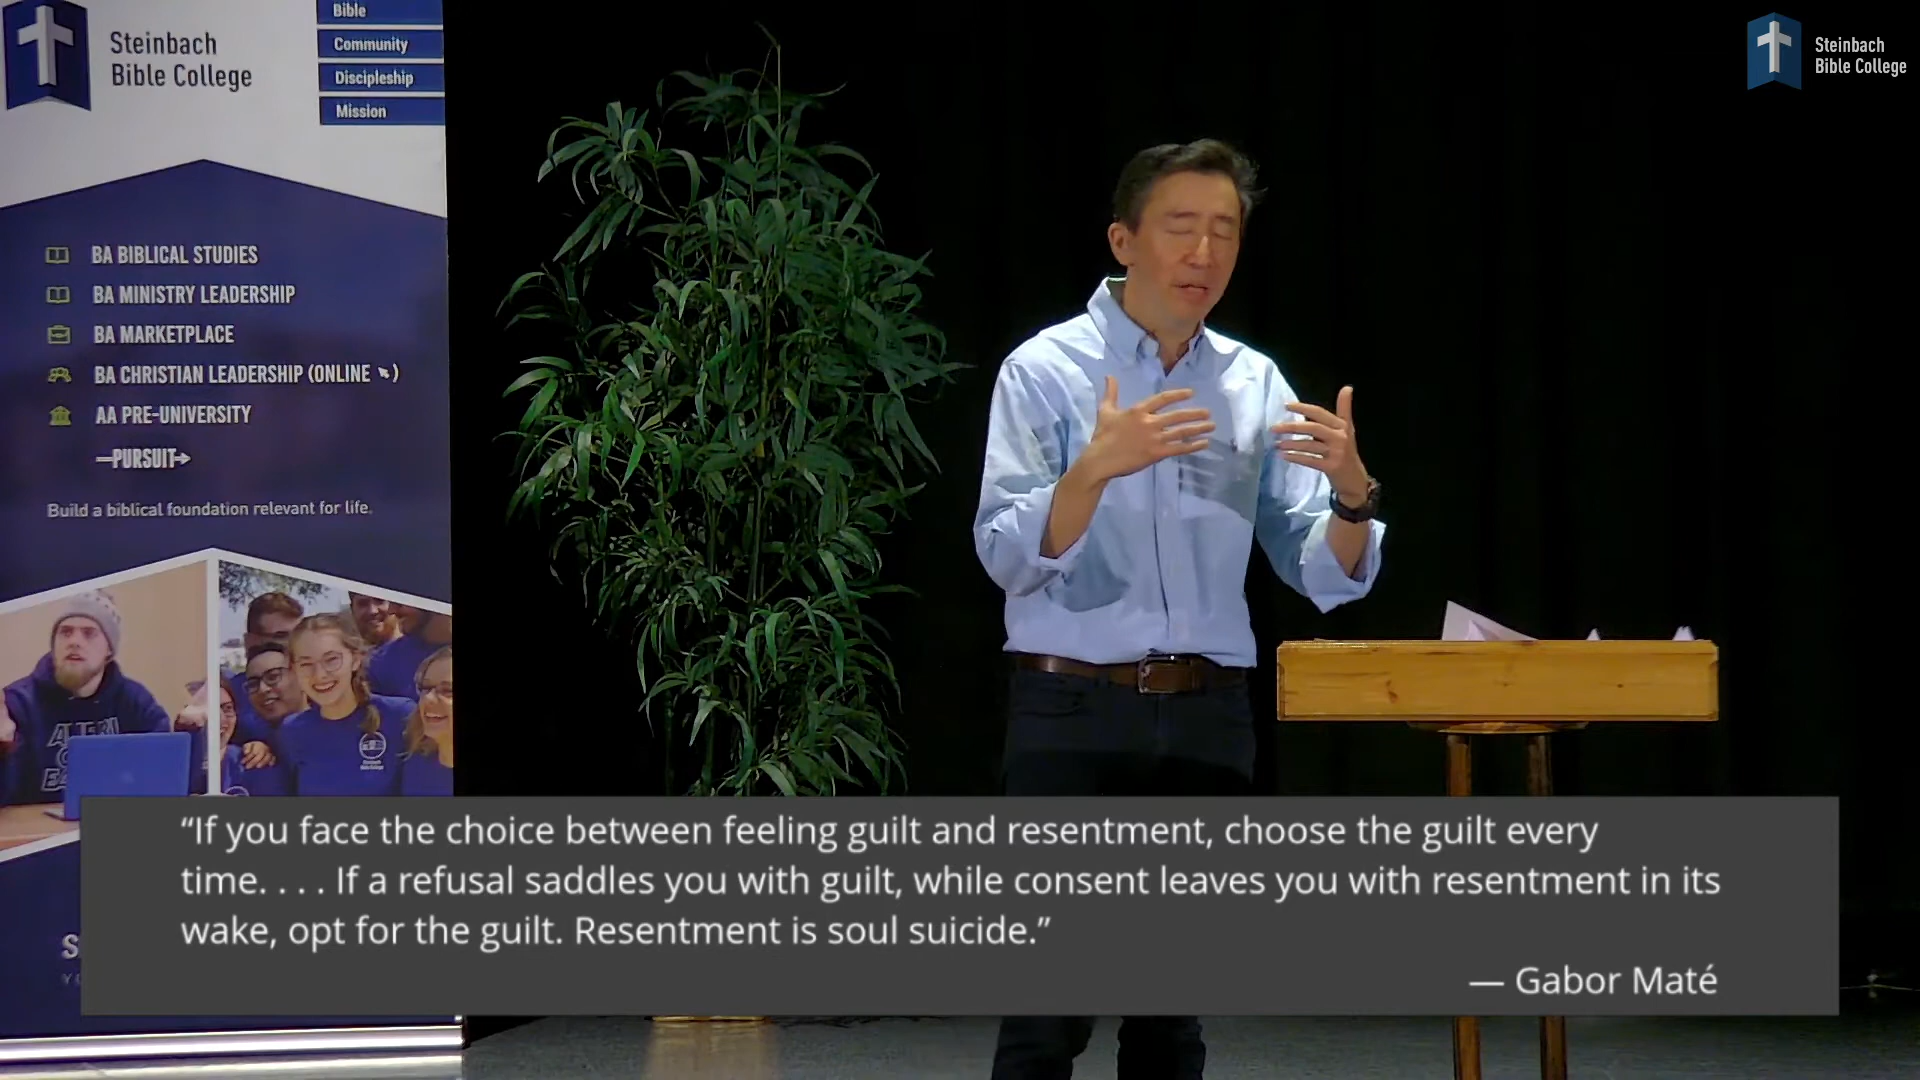 Steinbach
Bible College
Bible
Community
Discipleship
Mission
BA BIBLICAL STUDIES
BA MINISTRY LEADERSHIP
BA MARKETPLACE
BA CHRISTIAN LEADERSHIP (ONLINE )
AA PRE-UNIVERSITY
PURSUIT
Build a biblical foundation relevant for life.
Steinbach
Bible College
Steinbach
Bible College
“If you face the choice between feeling guilt and resentment, choose the guilt every
time. . . . If a refusal saddles you with guilt, while consent leaves you with resentment in its
wake, opt for the guilt. Resentment is soul suicide.”
— Gabor Maté